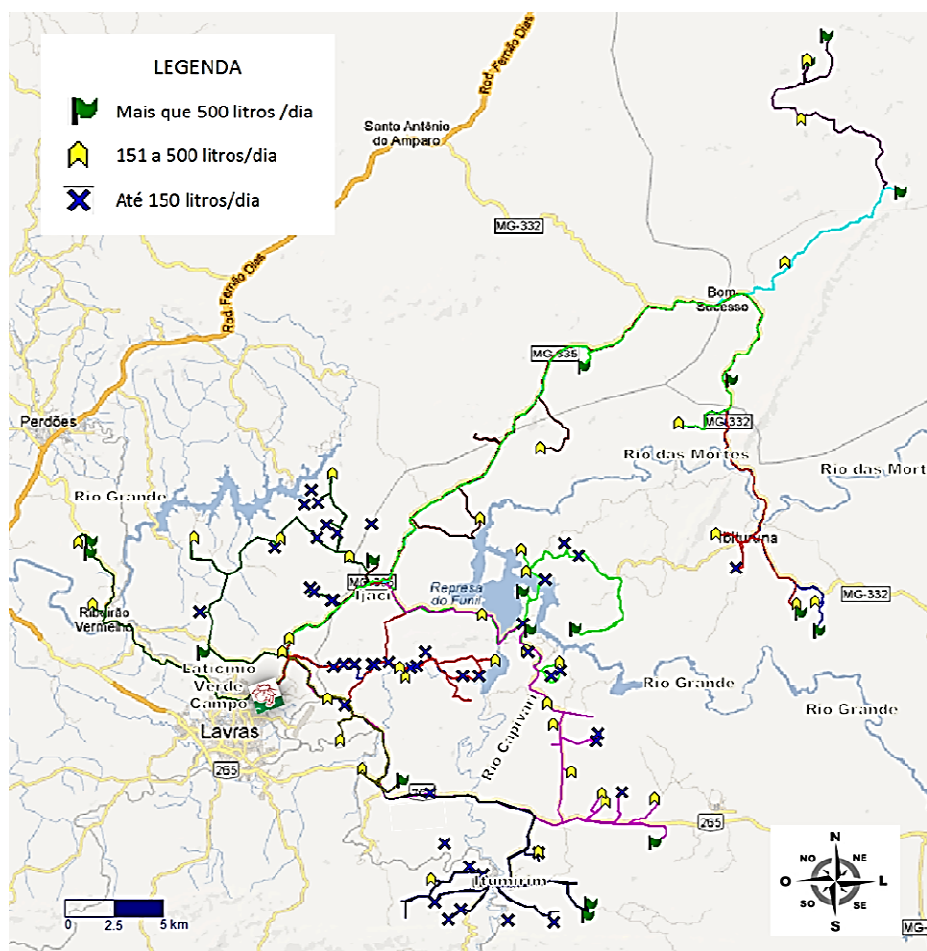 LEGENDA
Mais que 500 litros /dia
151 a 500 litros/dia
Até 150 litros/dia
Rod. Fernão Dias
Santo Antônio
do Amparo
MG-332
Rod. Fernão Dias
Bom
Sucesso
MG-335
Perdões
MG-332
Rio das Mortes
Rio das Mort
Rio Grande
Ibituruna
MG-335
Ijaci
Represa
do Funil
MG-332
Ribeirão
Vermelho
Laticínio
Verde
Campo
Rio Grande
Rio Grande
Rio Capivari
Lavras
265
265
265
Itumirim
N
NO
NE
O
L
SO
SE
S
0
2.5
5 km
MG-